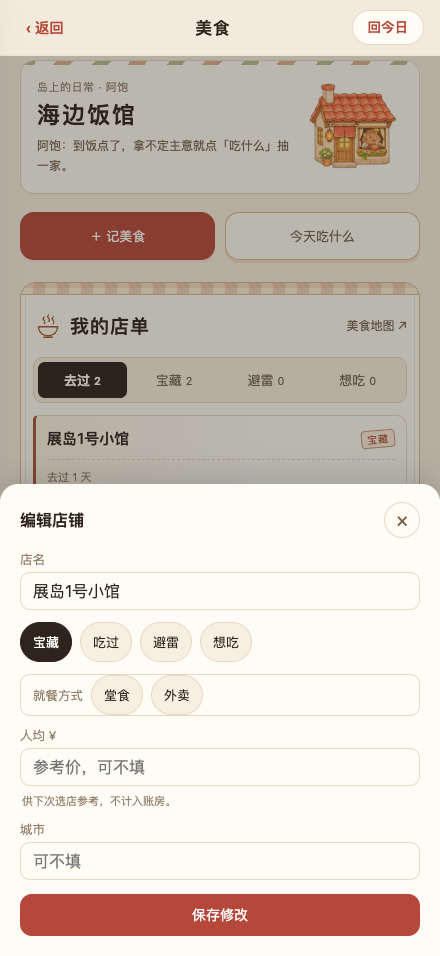 ‹ 返回
美食
回今日
岛上的日常 · 阿饱
海边饭馆
阿饱：到饭点了，拿不定主意就点「吃什么」抽
一家。
＋ 记美食
今天吃什么
我的店单
美食地图 ↗
去过 2
宝藏 2
避雷 0
想吃 0
展岛1号小馆
宝藏
去过 1 天
编辑店铺
×
店名
展岛1号小馆
宝藏
吃过
避雷
想吃
就餐方式
堂食
外卖
人均 ¥
参考价，可不填
供下次选店参考，不计入账房。
城市
可不填
保存修改